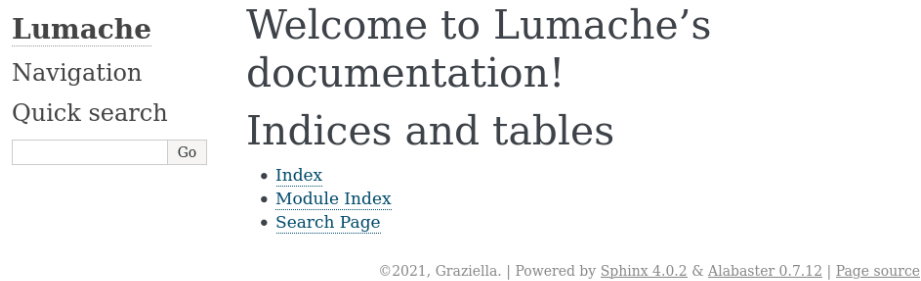 Lumache
Navigation
Quick search
Go
Welcome to Lumache’s
documentation!
Indices and tables
Index
Module Index
Search Page
©2021, Graziella. | Powered by Sphinx 4.0.2 & Alabaster 0.7.12 | Page source